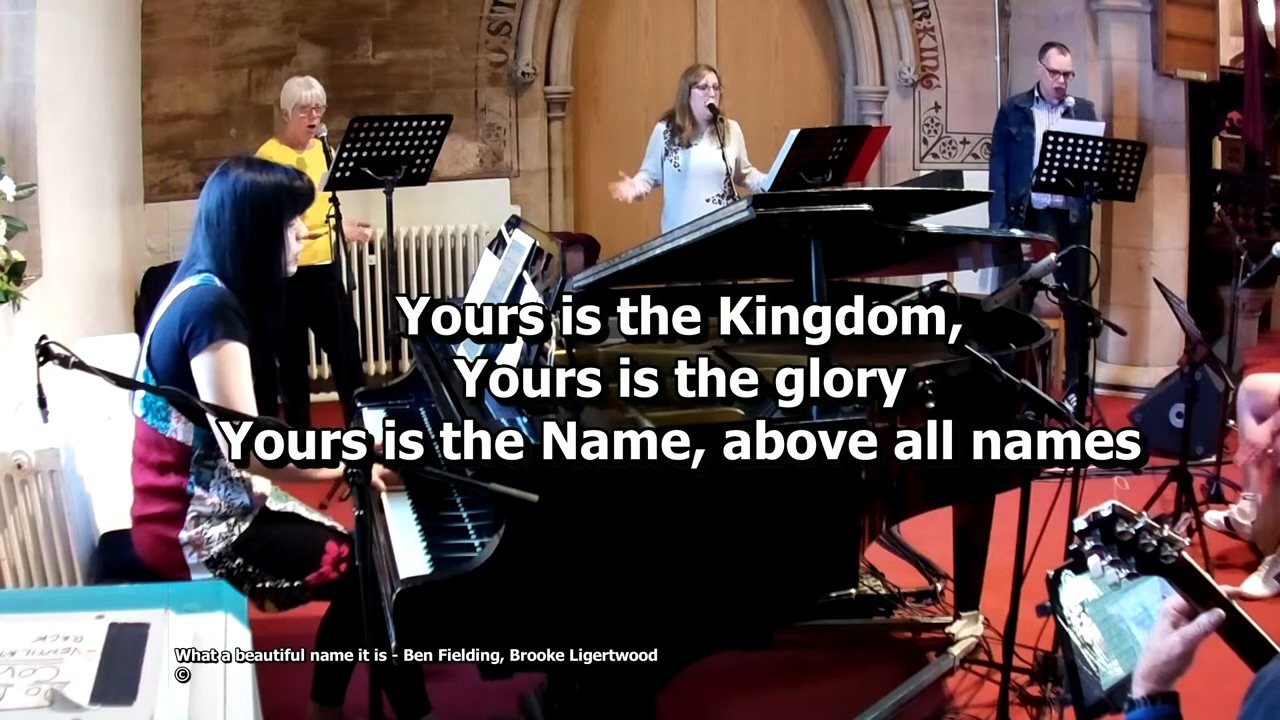 Yours is the Kingdom,
Yours is the glory
Yours is the Name, above all names
What a beautiful name it is - Ben Fielding, Brooke Ligertwood
©